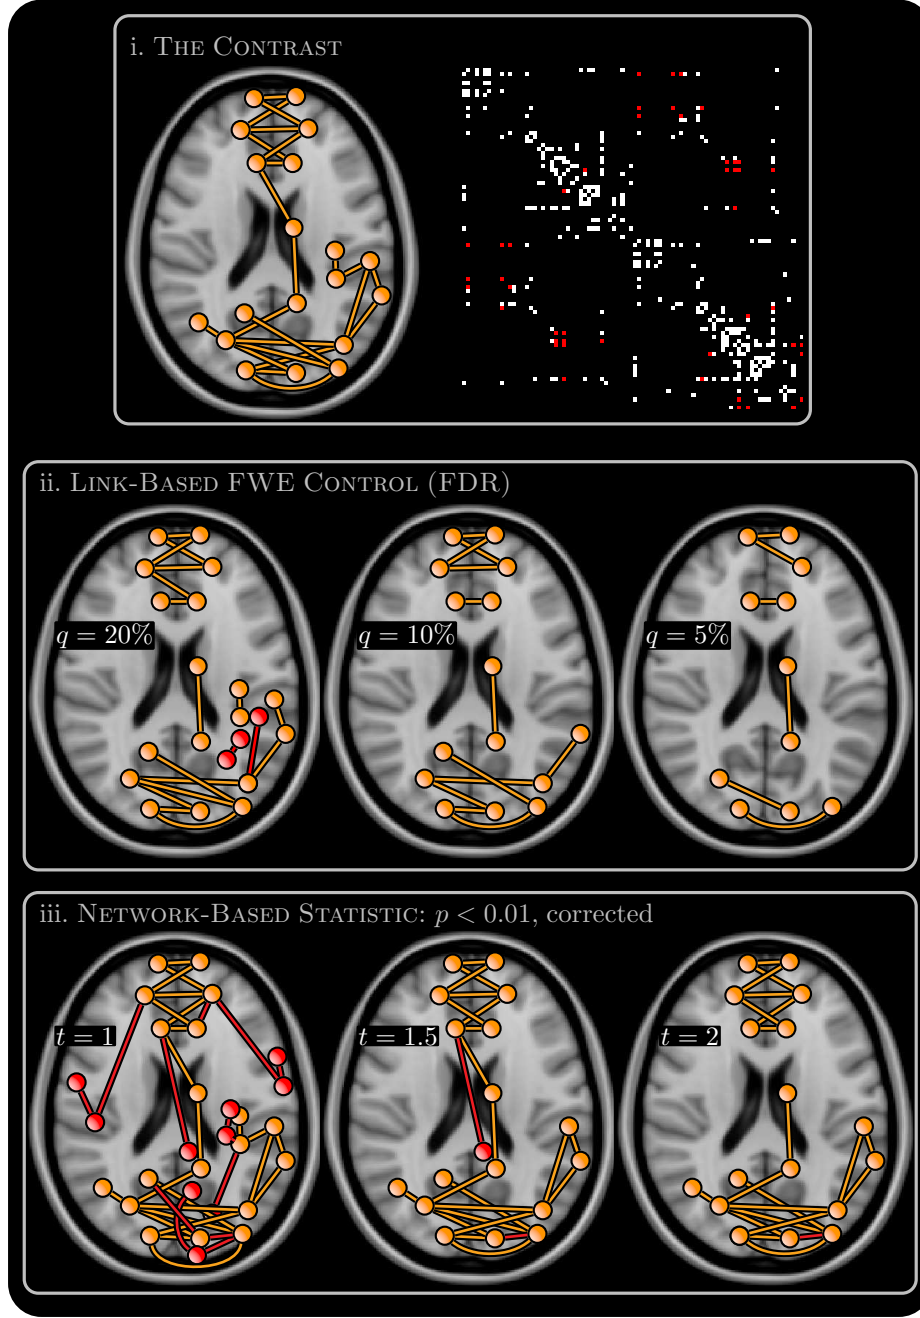 i. THE CONTRAST
ii. LINK-BASED FWE CONTROL (FDR)
q = 20%
q = 10%
q = 5%
iii. NETWORK-BASED STATISTIC: p < 0.01, corrected
t = 1
t = 1.5
t = 2